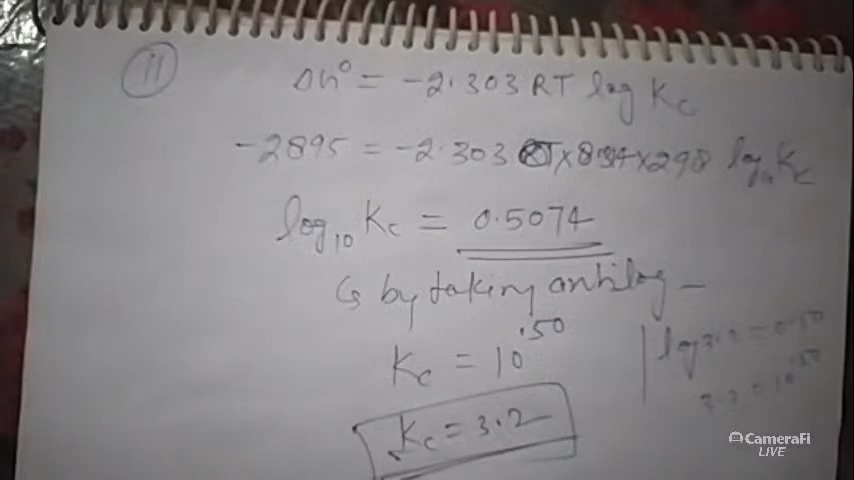 11
Δn° = -2.303 RT log Kc
-2895 = -2.303 × 8.314 × 298 log₁₀ Kc
log₁₀ Kc = 0.5074
by taking antilog –
Kc = 10^.50
log 3.2 = 0.50
3.2 = 10^.50
Kc = 3.2
CameraFi
LIVE